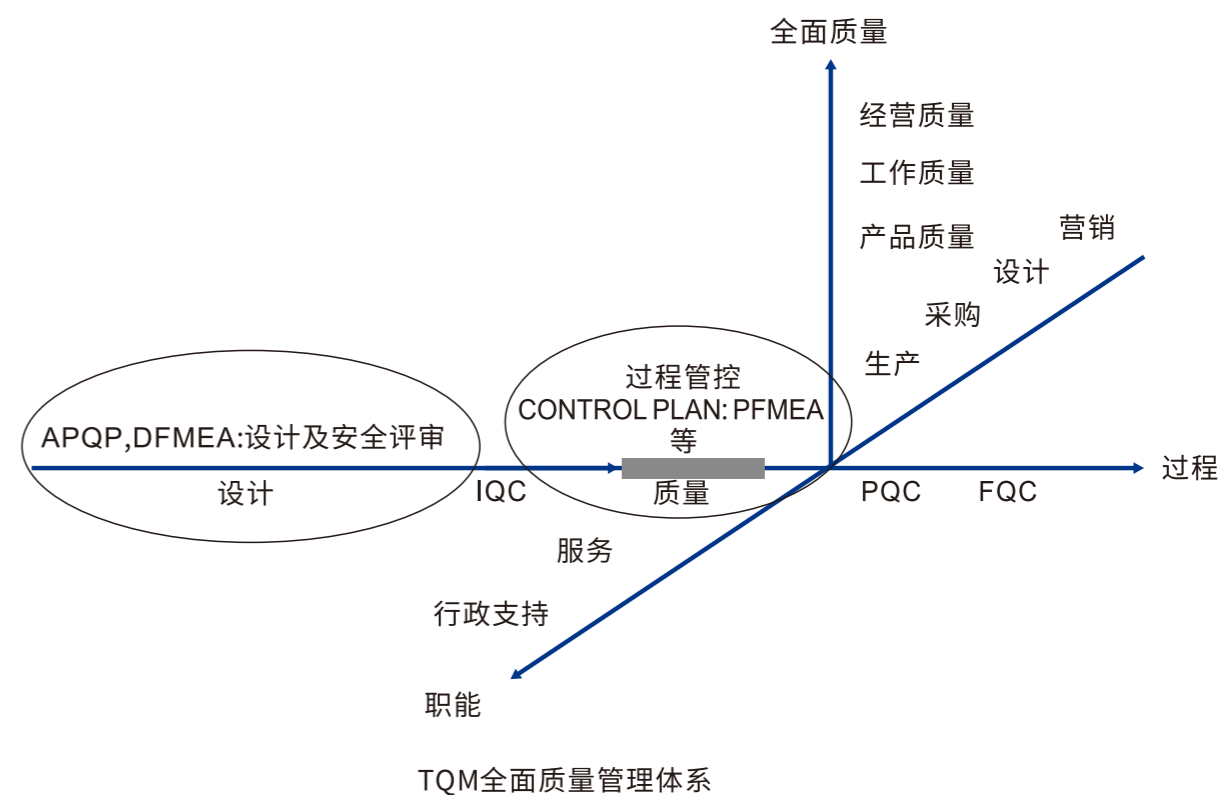 全面质量
经营质量
工作质量
产品质量
营销
设计
采购
生产
过程管控
CONTROL PLAN: PFMEA
等
APQP,DFMEA:设计及安全评审
过程
设计
IQC
质量
PQC
FQC
服务
行政支持
职能
TQM全面质量管理体系